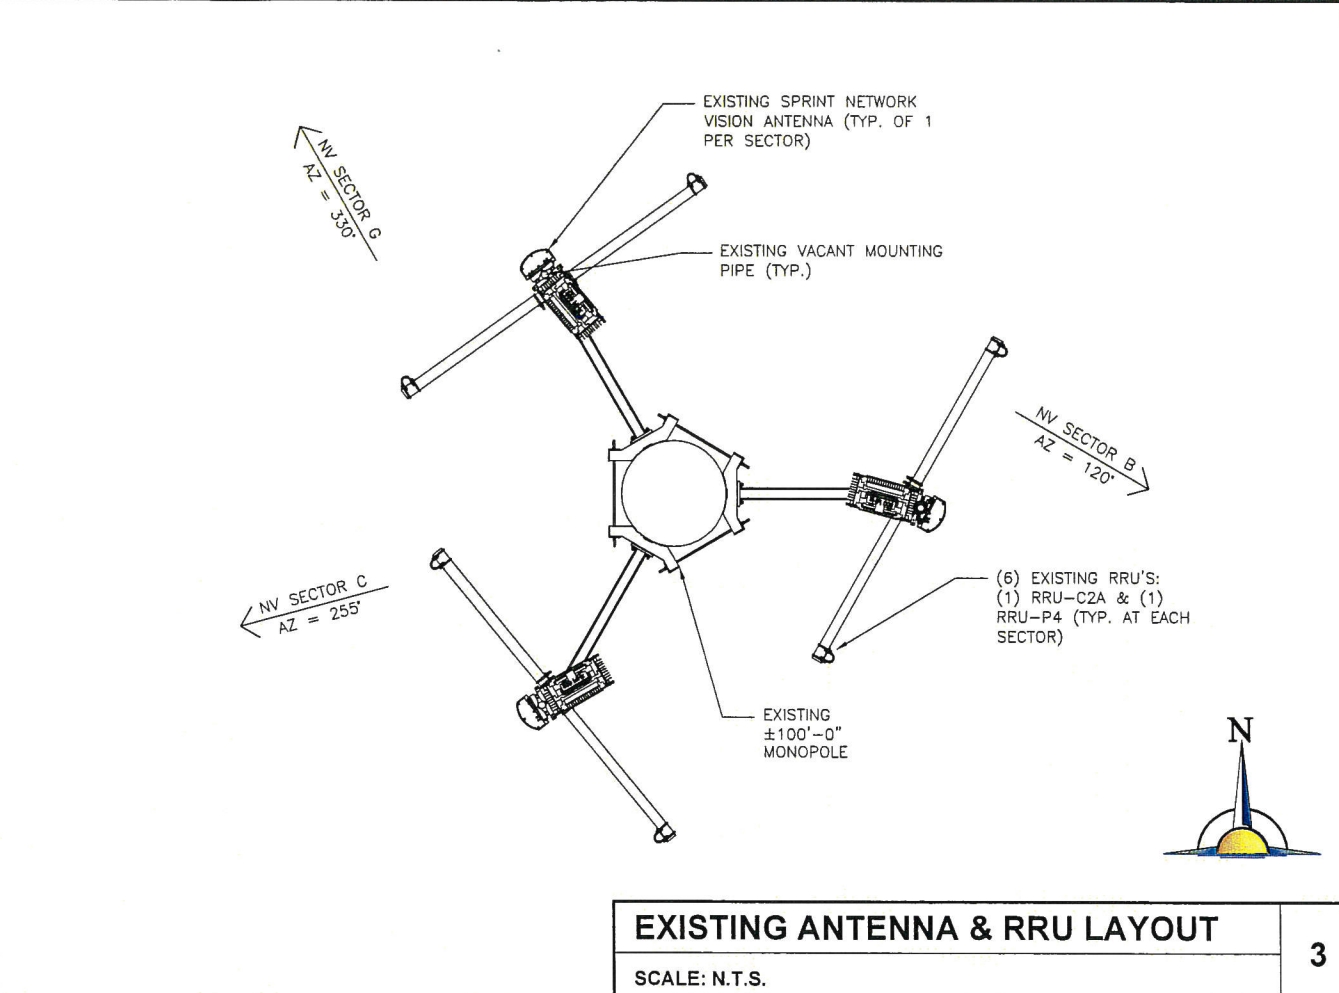 EXISTING SPRINT NETWORK
VISION ANTENNA (TYP. OF 1
PER SECTOR)
NV SECTOR G
AZ = 330°
EXISTING VACANT MOUNTING
PIPE (TYP.)
NV SECTOR B
AZ = 120°
NV SECTOR C
AZ = 255°
(6) EXISTING RRU'S:
(1) RRU-C2A & (1)
RRU-P4 (TYP. AT EACH
SECTOR)
EXISTING
±100'-0"
MONOPOLE
N
EXISTING ANTENNA & RRU LAYOUT
3
SCALE: N.T.S.